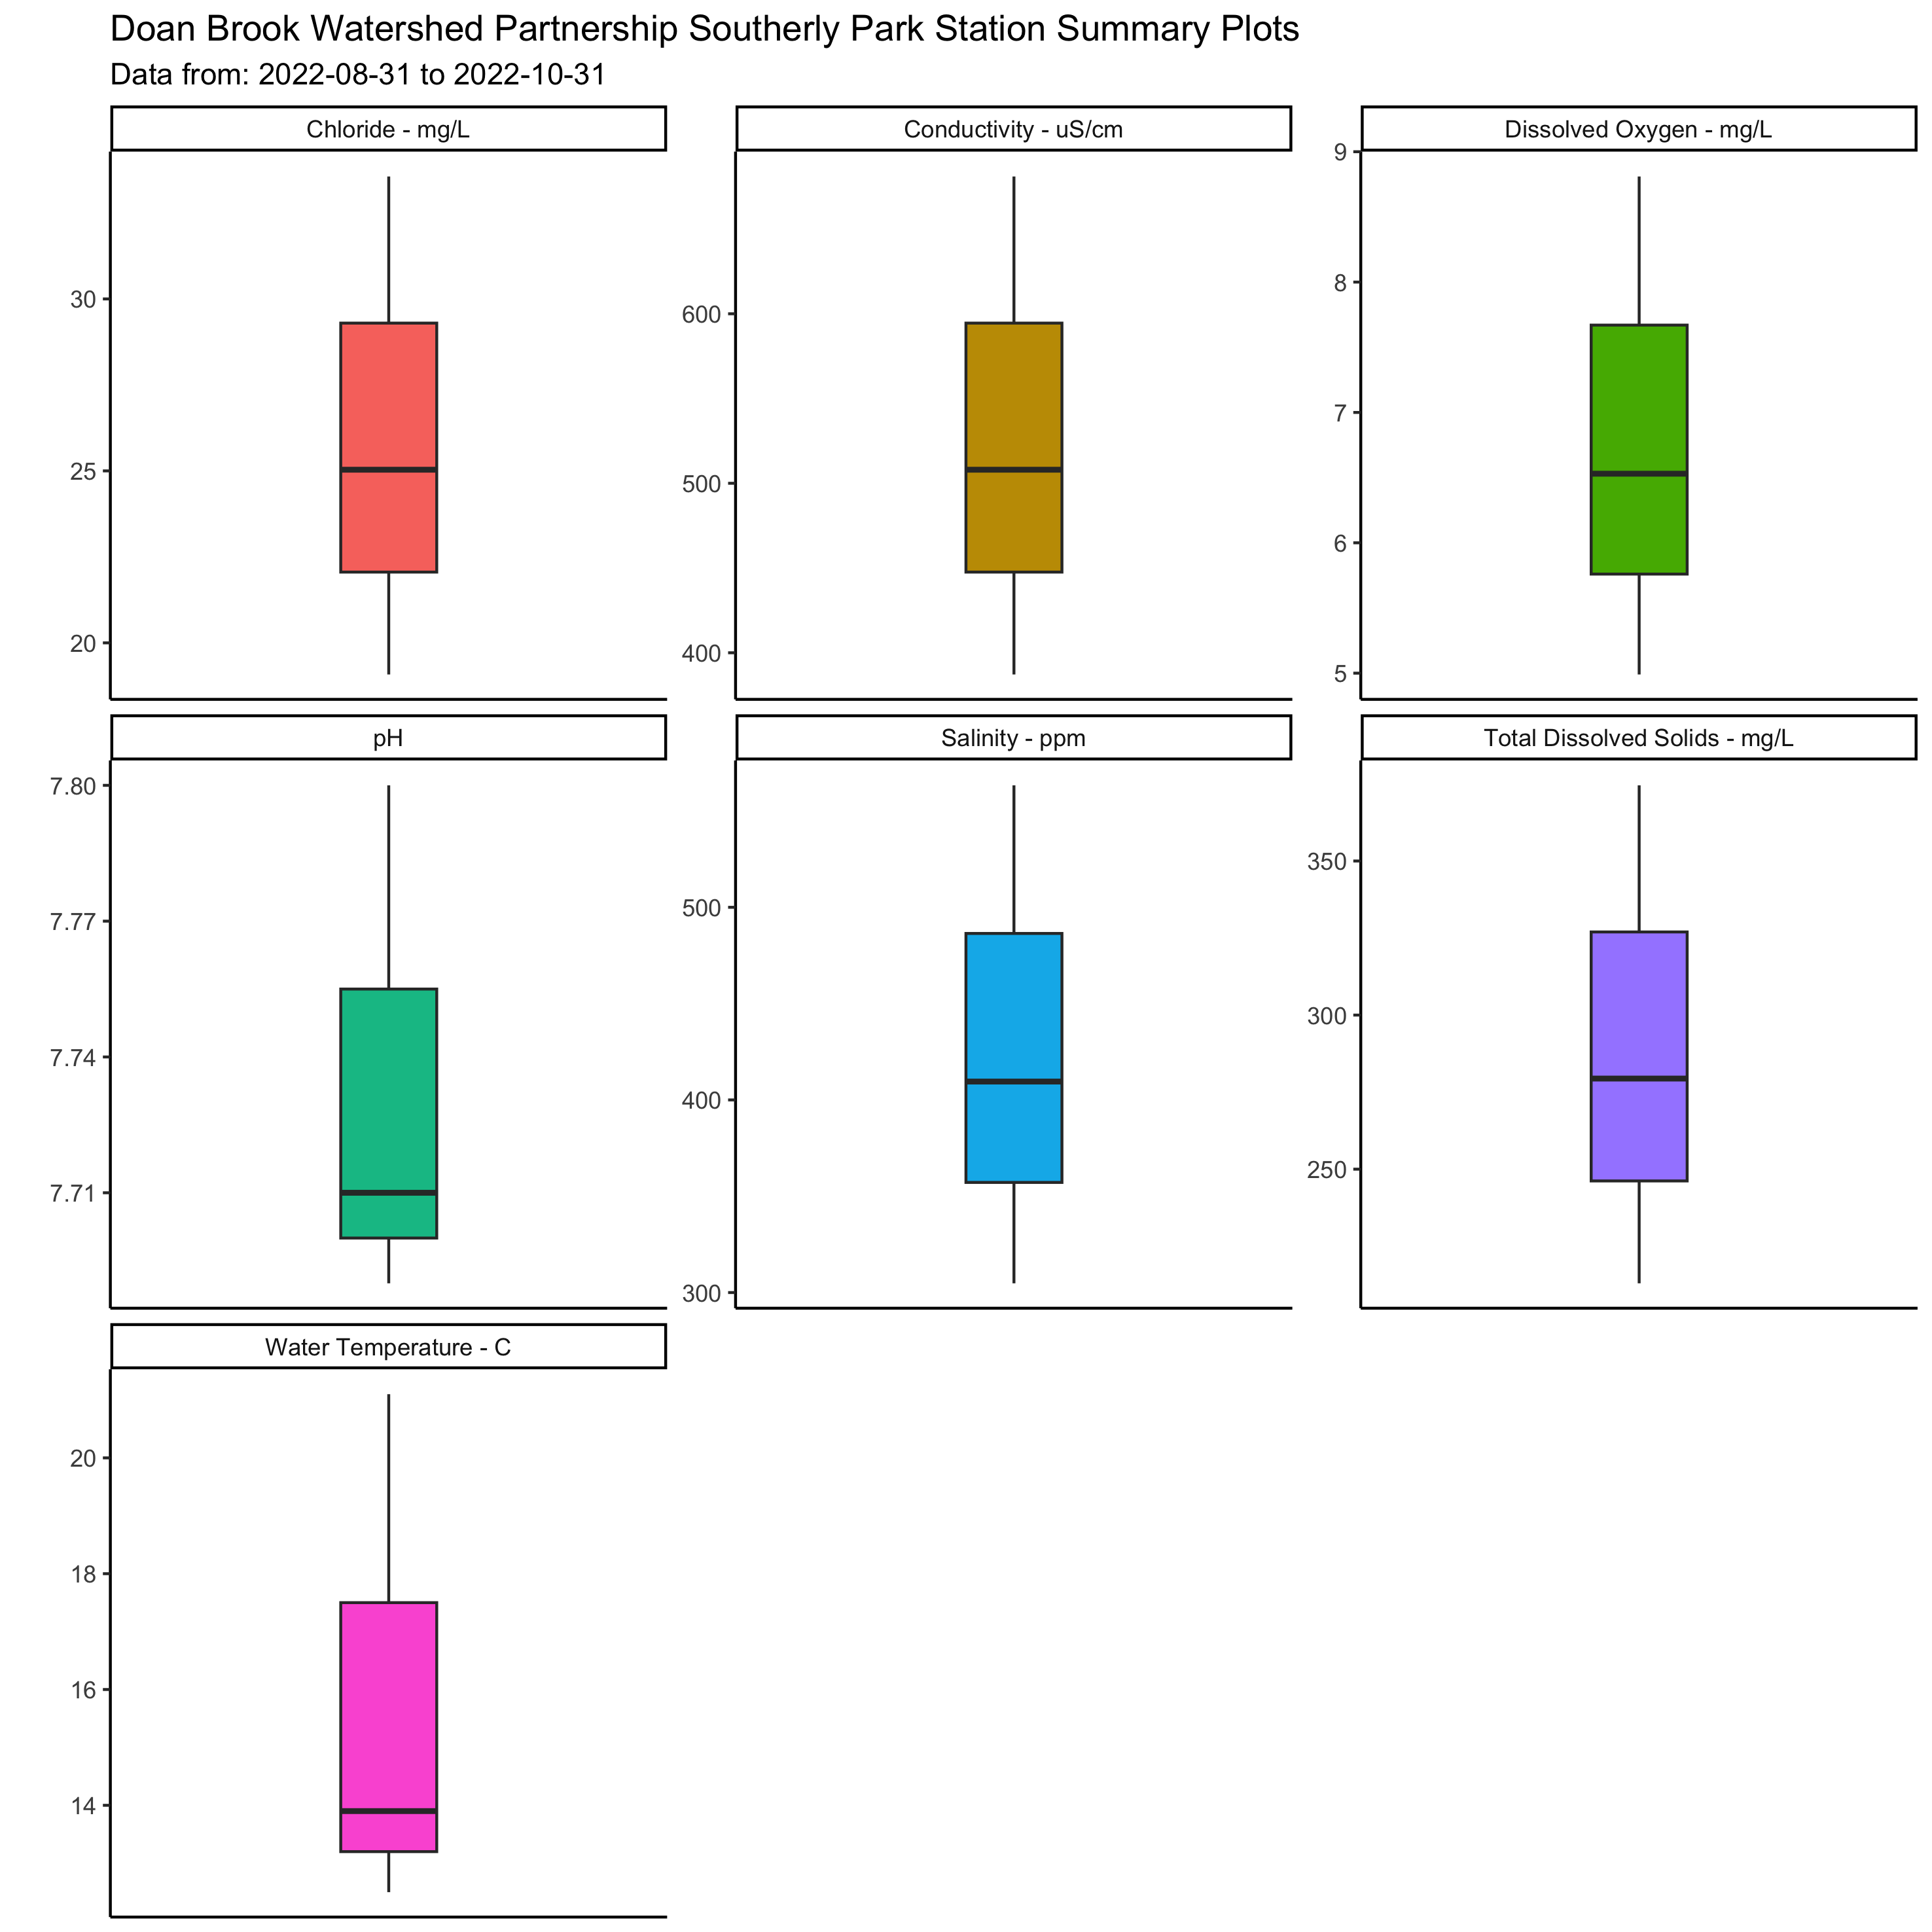 Doan Brook Watershed Partnership Southerly Park Station Summary Plots
Data from: 2022-08-31 to 2022-10-31
Chloride - mg/L
30
25
20
Conductivity - uS/cm
600
500
400
Dissolved Oxygen - mg/L
9
8
7
6
5
pH
7.80
7.77
7.74
7.71
Salinity - ppm
500
400
300
Total Dissolved Solids - mg/L
350
300
250
Water Temperature - C
20
18
16
14